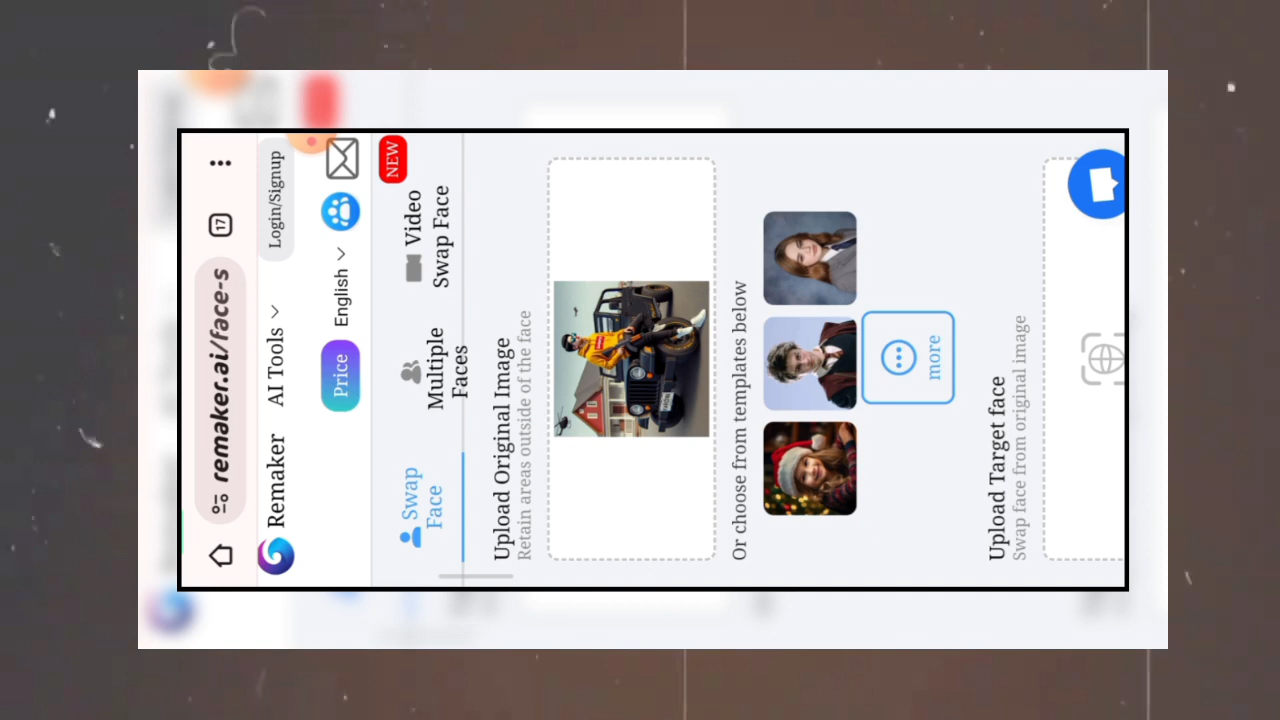 17
remaker.ai/face-s
Login/Signup
Remaker
AI Tools
Price
English
NEW
Swap
Face
Multiple
Faces
Video
Swap Face
Upload Original Image
Retain areas outside of the face
Or choose from templates below
more
Upload Target face
Swap face from original image